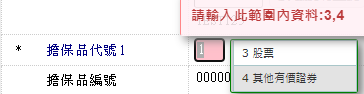 請輸入此範圍內資料:3,4
* 擔保品代號1 1 3 股票
4 其他有價證券
擔保品編號 00000